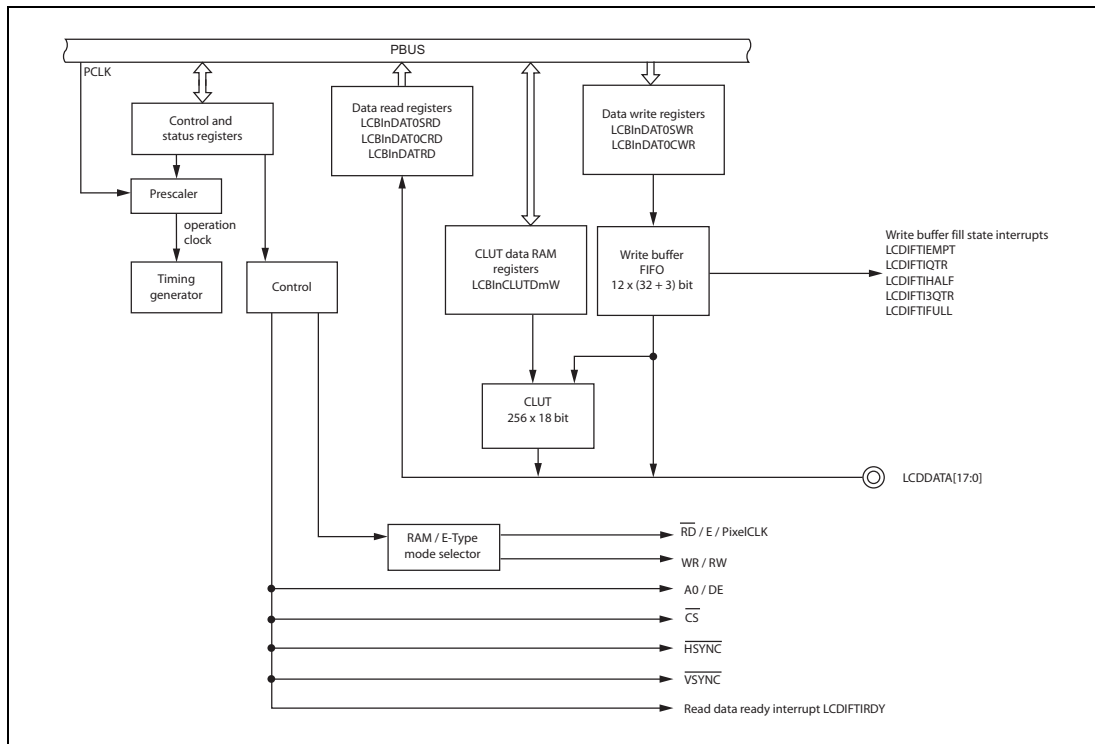 PBUS
PCLK
Control and
status registers
Data read registers
LCBInDAT0SRD
LCBInDAT0CRD
LCBInDATRD
Data write registers
LCBInDAT0SWR
LCBInDAT0CWR
Prescaler
operation
clock
Timing
generator
Control
CLUT data RAM
registers
LCBInCLUTDmW
Write buffer
FIFO
12 x (32 + 3) bit
Write buffer fill state interrupts
LCDIFTIEMPT
LCDIFTIQTR
LCDIFTIHALF
LCDIFTI3QTR
LCDIFTIFULL
CLUT
256 x 18 bit
LCDDATA[17:0]
RAM / E-Type
mode selector
RD / E / PixelCLK
WR / RW
A0 / DE
CS
HSYNC
VSYNC
Read data ready interrupt LCDIFTIRDY